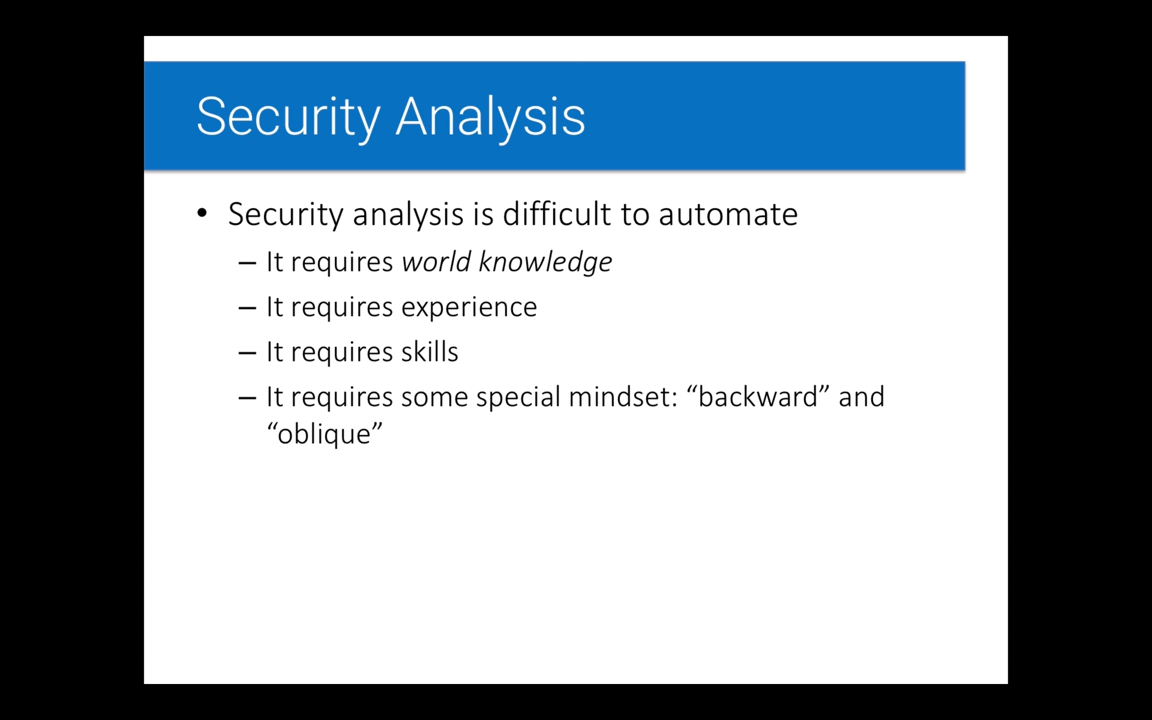 Security Analysis
• Security analysis is difficult to automate
– It requires world knowledge
– It requires experience
– It requires skills
– It requires some special mindset: “backward” and
“oblique”